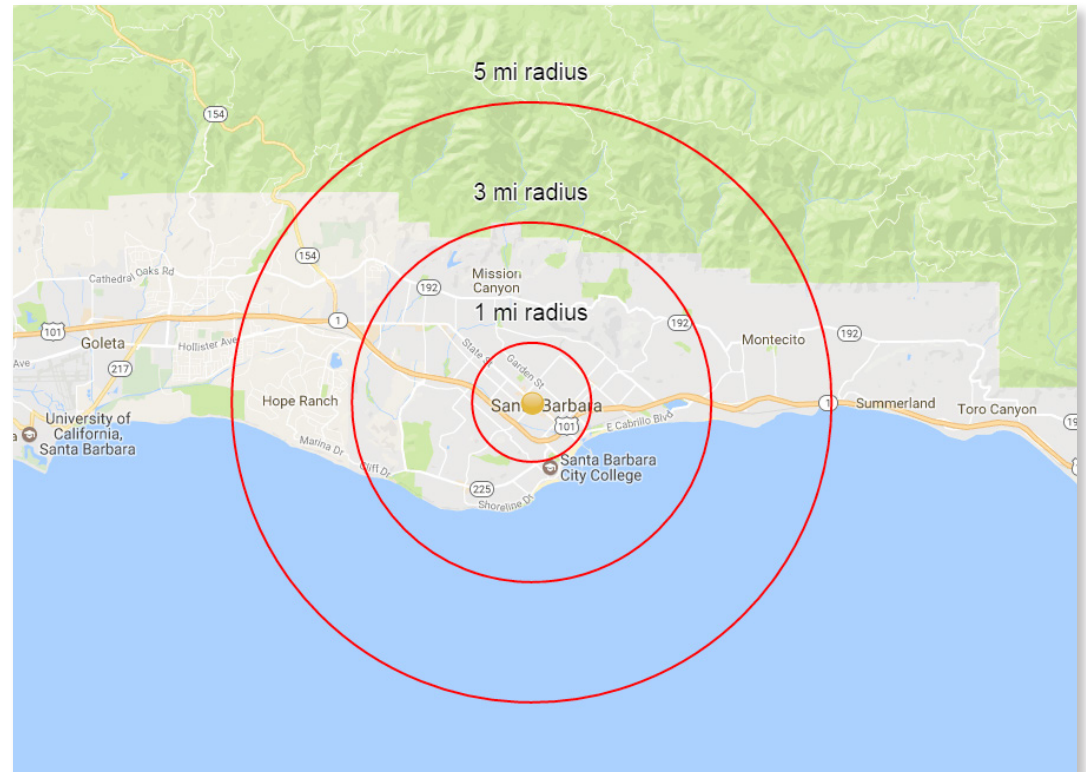 5 mi radius
154
3 mi radius
154
Cathedral Oaks Rd
Mission
Canyon
192
1 mi radius
101
1
192
192
Goleta
Hollister Ave
Montecito
Ave
217
State St
Garden St
Hope Ranch
Santa Barbara
1
Summerland
Toro Canyon
University of
California,
Santa Barbara
101
E Cabrillo Blvd
Marina Dr
Cliff Dr
Santa Barbara
City College
225
Shoreline Dr